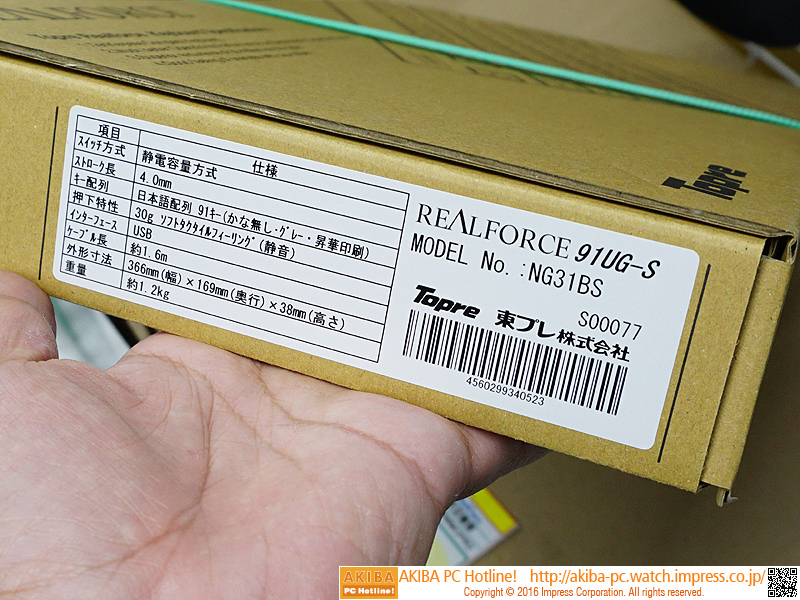 REALFORCE
Topre
項目 仕様
スイッチ方式 静電容量方式
ストローク長 4.0mm
キー配列 日本語配列 91キー(かな無し・グレー・昇華印刷)
押下特性 30g ソフトタクタイルフィーリング(静音)
インターフェース USB
ケーブル長 約1.6m
外形寸法 366mm(幅)×169mm(奥行)×38mm(高さ)
重量 約1.2kg
REALFORCE 91UG-S
MODEL No.:NG31BS
S00077
Topre 東プレ株式会社
4560299340523
AKIBA PC Hotline! AKIBA PC Hotline! http://akiba-pc.watch.impress.co.jp/
Copyright © 2016 Impress Corporation. All rights reserved.